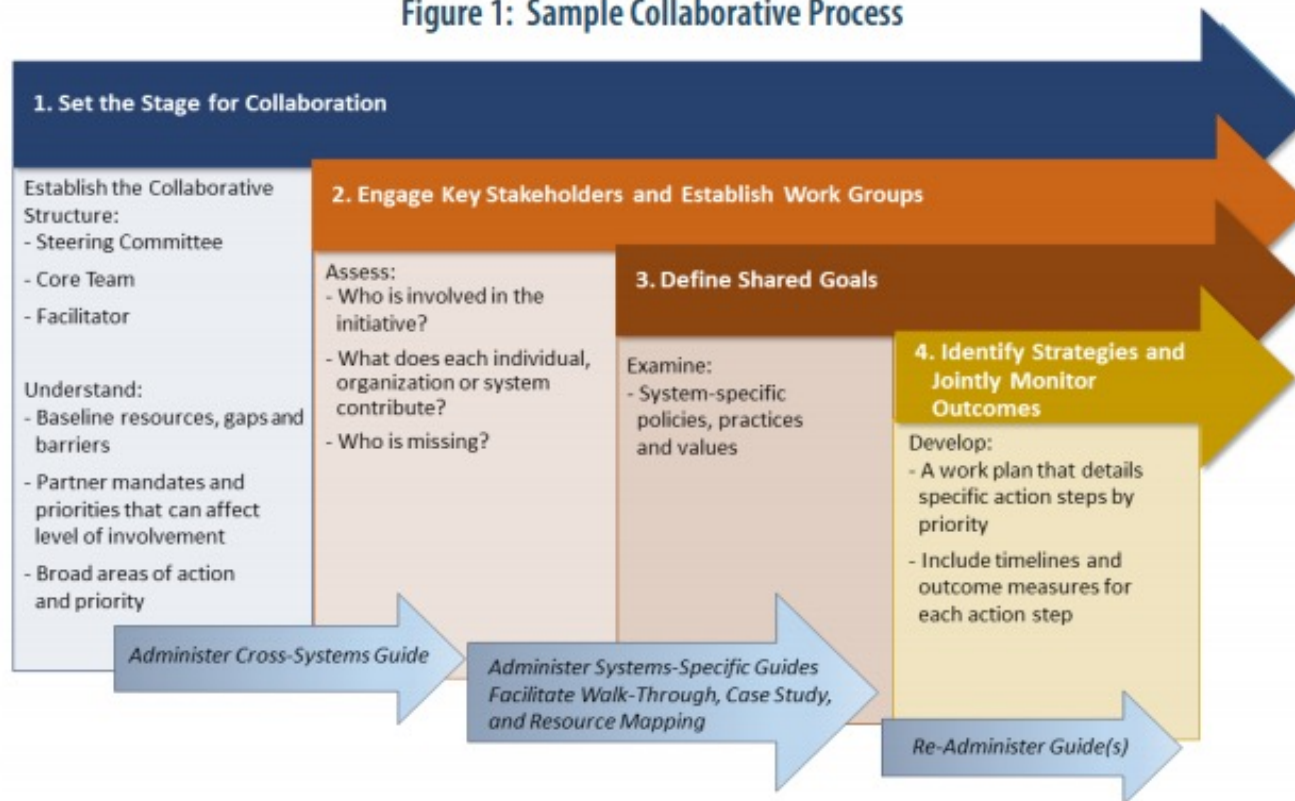 Figure 1: Sample Collaborative Process
1. Set the Stage for Collaboration
Establish the Collaborative
Structure:
- Steering Committee
- Core Team
- Facilitator
Understand:
- Baseline resources, gaps and
barriers
- Partner mandates and
priorities that can affect
level of involvement
- Broad areas of action
and priority
2. Engage Key Stakeholders and Establish Work Groups
Assess:
- Who is involved in the
initiative?
- What does each individual,
organization or system
contribute?
- Who is missing?
3. Define Shared Goals
Examine:
- System-specific
policies, practices
and values
4. Identify Strategies and
Jointly Monitor
Outcomes
Develop:
- A work plan that details
specific action steps by
priority
- Include timelines and
outcome measures for
each action step
Administer Cross-Systems Guide
Administer Systems-Specific Guides
Facilitate Walk-Through, Case Study,
and Resource Mapping
Re-Administer Guide(s)